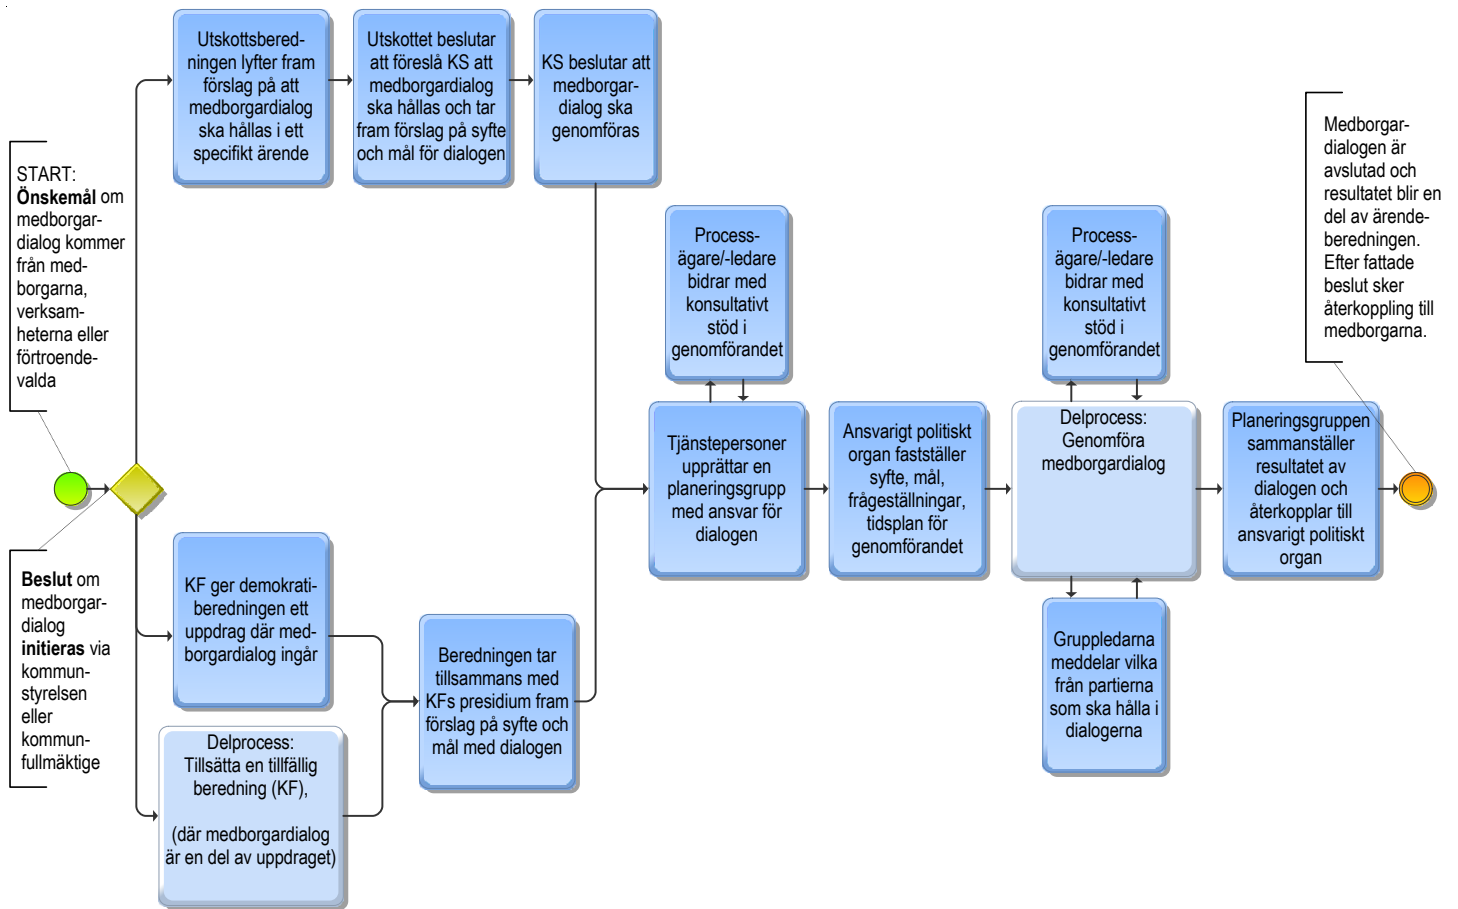 Utskottsbered-
ningen lyfter fram
förslag på att
medborgardialog
ska hållas i ett
specifikt ärende
Utskottet beslutar
att föreslå KS att
medborgardialog
ska hållas och tar
fram förslag på syfte
och mål för dialogen
KS beslutar att
medborgar-
dialog ska
genomföras
START:
Önskemål om
medborgar-
dialog kommer
från med-
borgarna,
verksam-
heterna eller
förtroende-
valda
Beslut om
medborgar-
dialog
initieras via
kommun-
styrelsen
eller
kommun-
fullmäktige
KF ger demokrati-
beredningen ett
uppdrag där med-
borgardialog ingår
Delprocess:
Tillsätta en tillfällig
beredning (KF),
(där medborgardialog
är en del av uppdraget)
Beredningen tar
tillsammans med
KFs presidium fram
förslag på syfte och
mål med dialogen
Process-
ägare/-ledare
bidrar med
konsultativt
stöd i
genomförandet
Tjänstepersoner
upprättar en
planeringsgrupp
med ansvar för
dialogen
Ansvarigt politiskt
organ fastställer
syfte, mål,
frågeställningar,
tidsplan för
genomförandet
Process-
ägare/-ledare
bidrar med
konsultativt
stöd i
genomförandet
Delprocess:
Genomföra
medborgardialog
Gruppledarna
meddelar vilka
från partierna
som ska hålla i
dialogerna
Planeringsgruppen
sammanställer
resultatet av
dialogen och
återkopplar till
ansvarigt politiskt
organ
Medborgar-
dialogen är
avslutad och
resultatet blir en
del av ärende-
beredningen.
Efter fattade
beslut sker
återkoppling till
medborgarna.